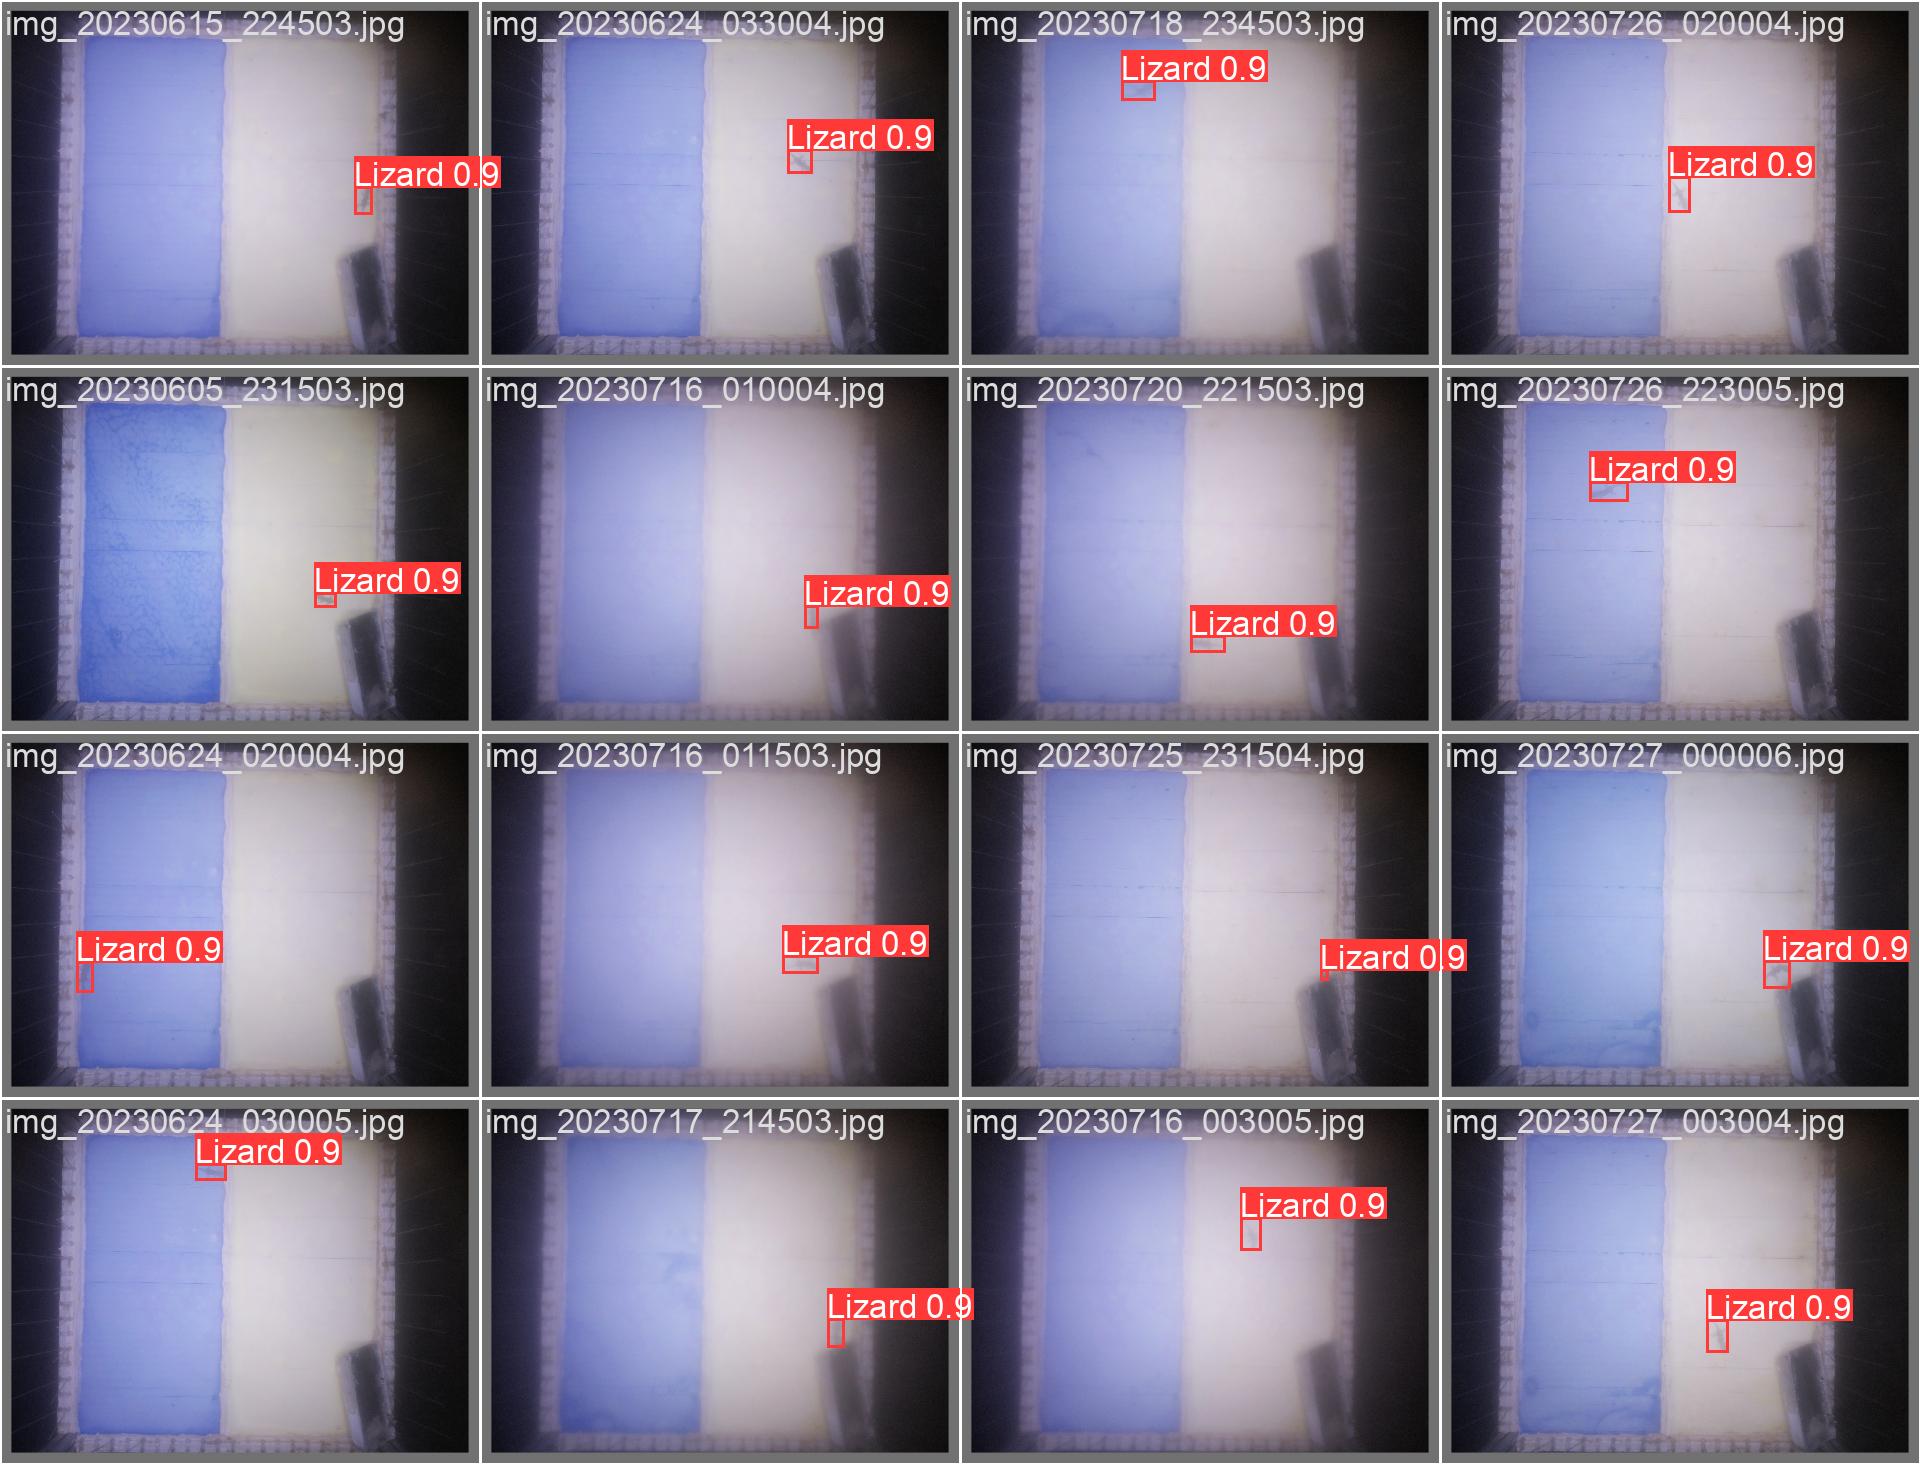 img_20230615_224503.jpg
Lizard 0.9
img_20230624_033004.jpg
Lizard 0.9
img_20230718_234503.jpg
Lizard 0.9
img_20230726_020004.jpg
Lizard 0.9
img_20230605_231503.jpg
Lizard 0.9
img_20230716_010004.jpg
Lizard 0.9
img_20230720_221503.jpg
Lizard 0.9
img_20230726_223005.jpg
Lizard 0.9
img_20230624_020004.jpg
Lizard 0.9
img_20230716_011503.jpg
Lizard 0.9
img_20230725_231504.jpg
Lizard 0.9
img_20230727_000006.jpg
Lizard 0.9
img_20230624_030005.jpg
Lizard 0.9
img_20230717_214503.jpg
Lizard 0.9
img_20230716_003005.jpg
Lizard 0.9
img_20230727_003004.jpg
Lizard 0.9